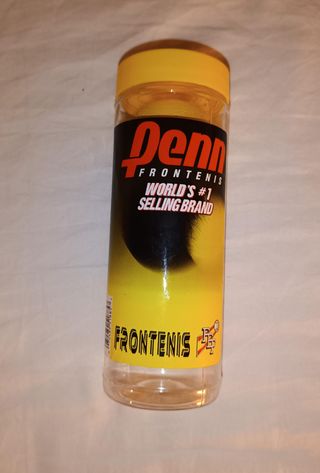 Penn
FRONTENIS
WORLD'S #1
SELLING BRAND
FRONTENIS